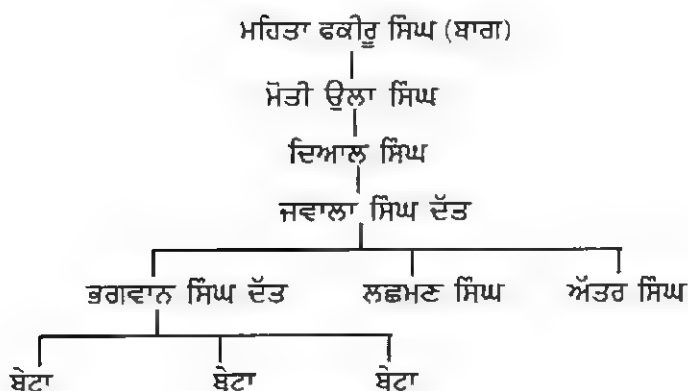 ਮਹਿਤਾ ਫਕੀਰੂ ਸਿੰਘ (ਬਾਗ)
ਮੋਤੀ ਉਲਾ ਸਿੰਘ
ਦਿਆਲ ਸਿੰਘ
ਜਵਾਲਾ ਸਿੰਘ ਦੱਤ
ਭਗਵਾਨ ਸਿੰਘ ਦੱਤ ਲਛਮਣ ਸਿੰਘ ਅੱਤਰ ਸਿੰਘ
ਬੇਟਾ ਬੇਟਾ ਬੇਟਾ